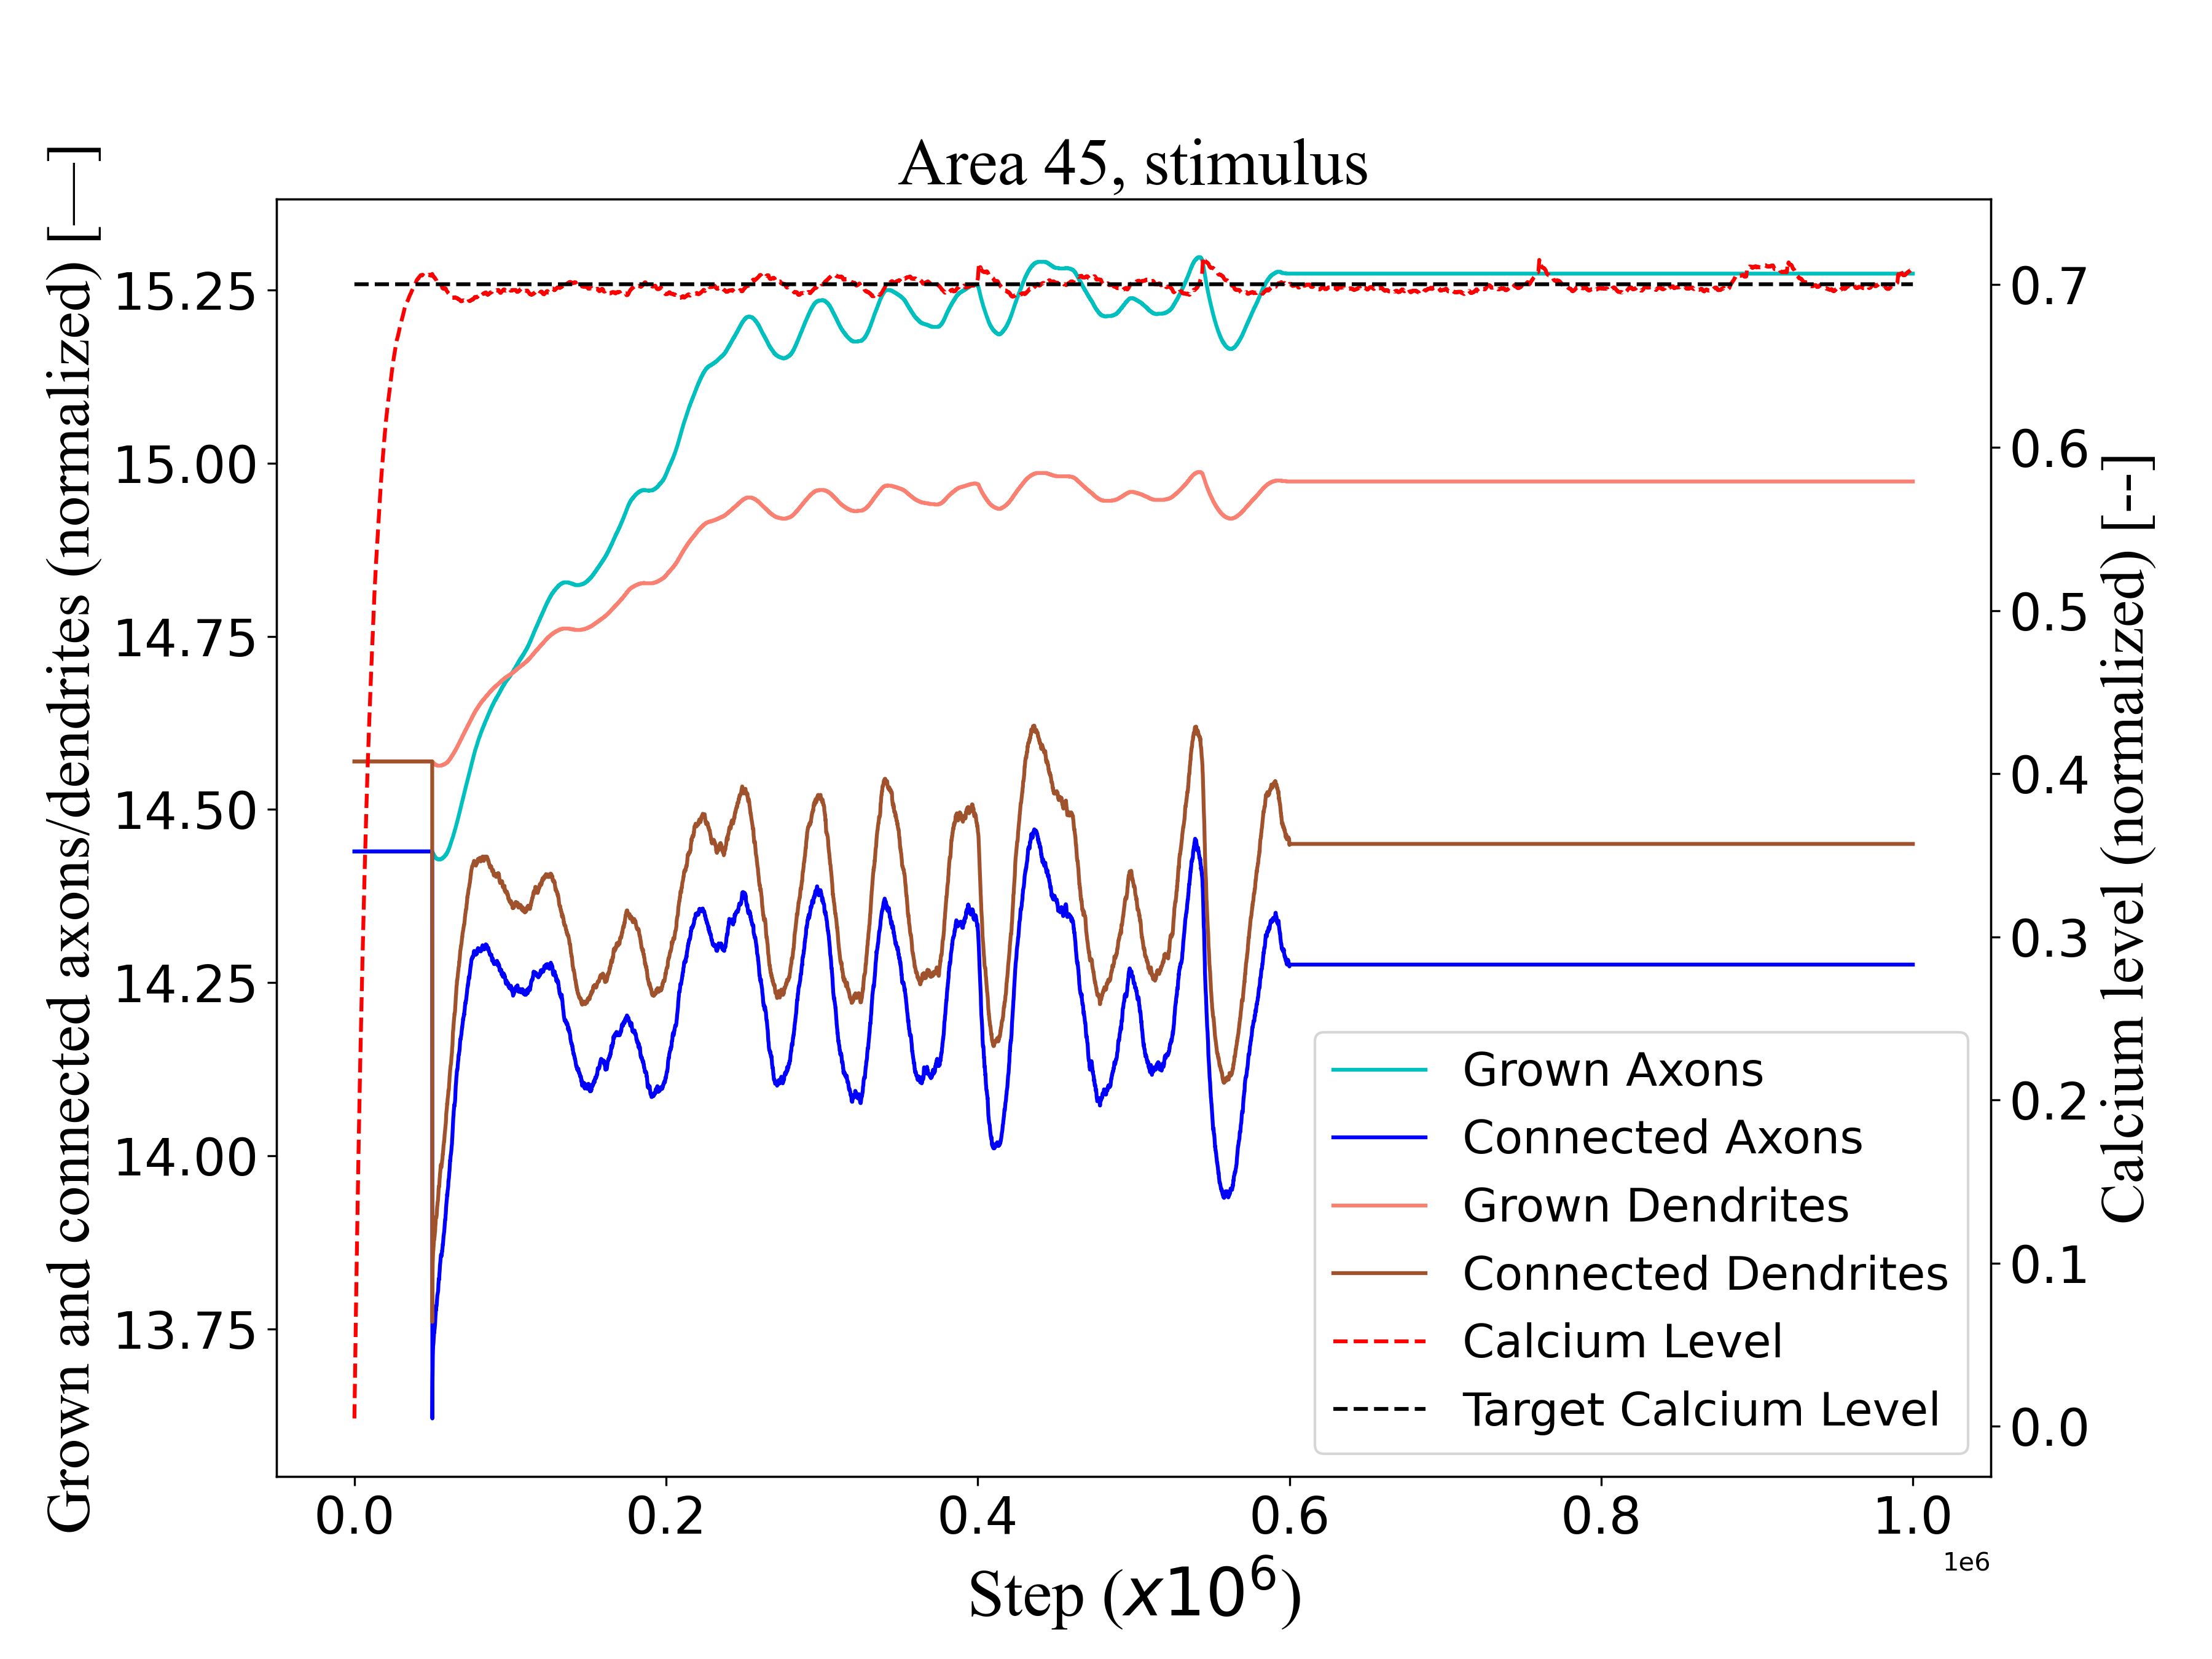 Area 45, stimulus
Grown and connected axons/dendrites (normalized)) [—]
15.25
15.00
14.75
14.50
14.25
14.00
13.75
0.7
0.6
0.5
0.4
0.3
0.2
0.1
0.0
Calcium level (normalized) [--]
Grown Axons
Connected Axons
Grown Dendrites
Connected Dendrites
Calcium Level
Target Calcium Level
0.0 0.2 0.4 0.6 0.8 1.0
1e6
Step (x10⁶)